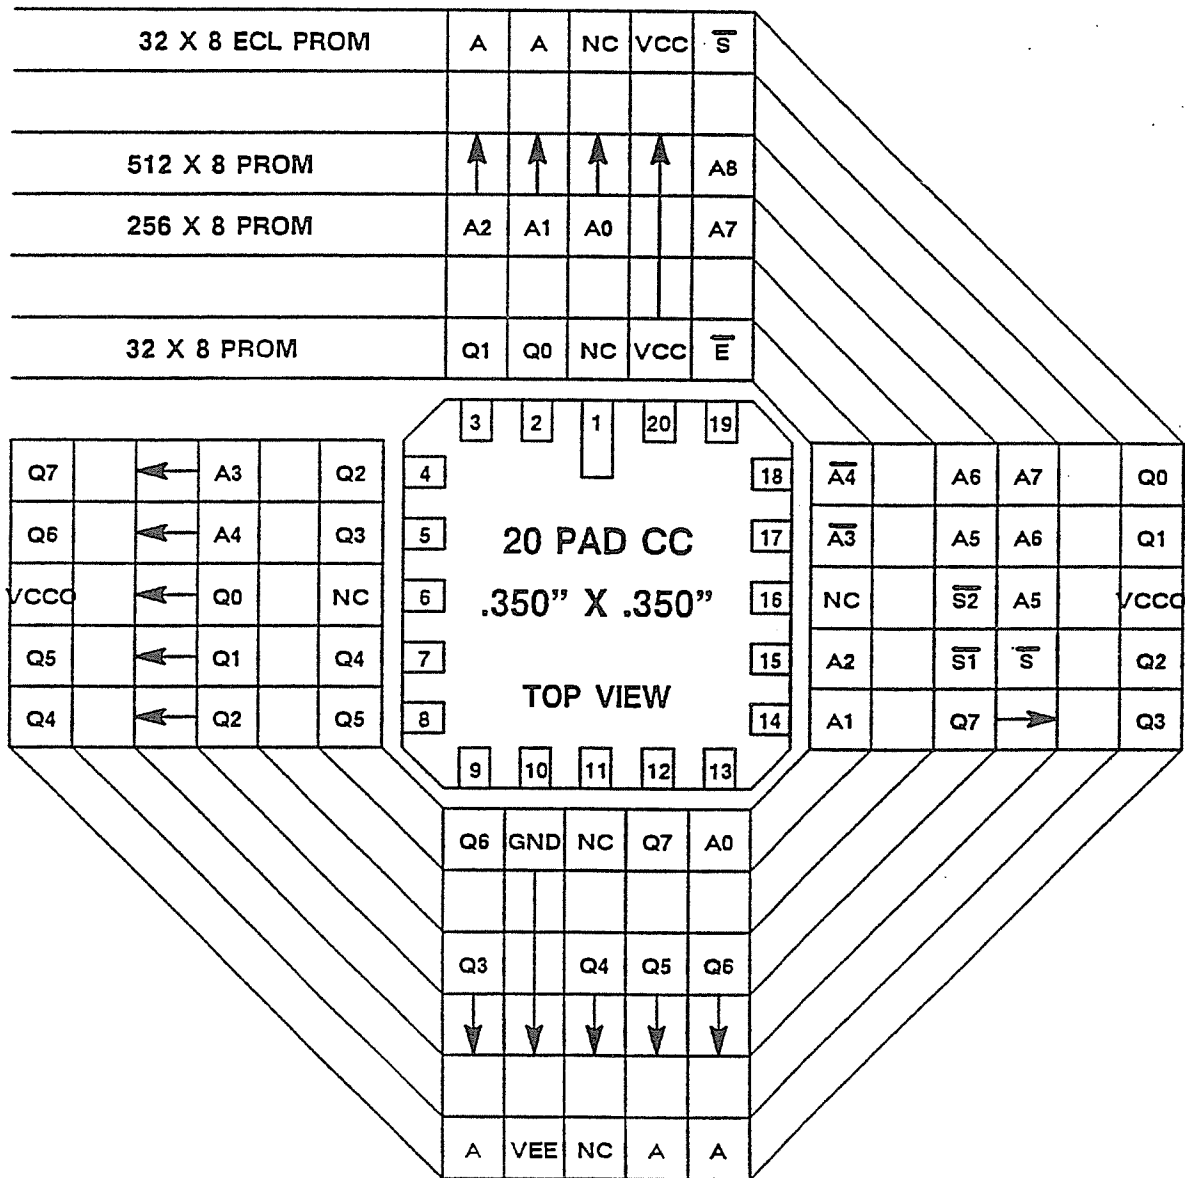 32 X 8 ECL PROM A A NC VCC S̅
512 X 8 PROM A8
256 X 8 PROM A2 A1 A0 A7
32 X 8 PROM Q1 Q0 NC VCC E̅
3 2 1 20 19
Q7 A3 Q2 4 18 A̅4̅ A6 A7 Q0
Q6 A4 Q3 5 20 PAD CC 17 A̅3̅ A5 A6 Q1
VCCO Q0 NC 6 .350” X .350” 16 NC S̅2̅ A5 VCCO
Q5 Q1 Q4 7 15 A2 S̅1̅ S̅ Q2
Q4 Q2 Q5 8 TOP VIEW 14 A1 Q7 Q3
9 10 11 12 13
Q6 GND NC Q7 A0
Q3 Q4 Q5 Q6
A VEE NC A A